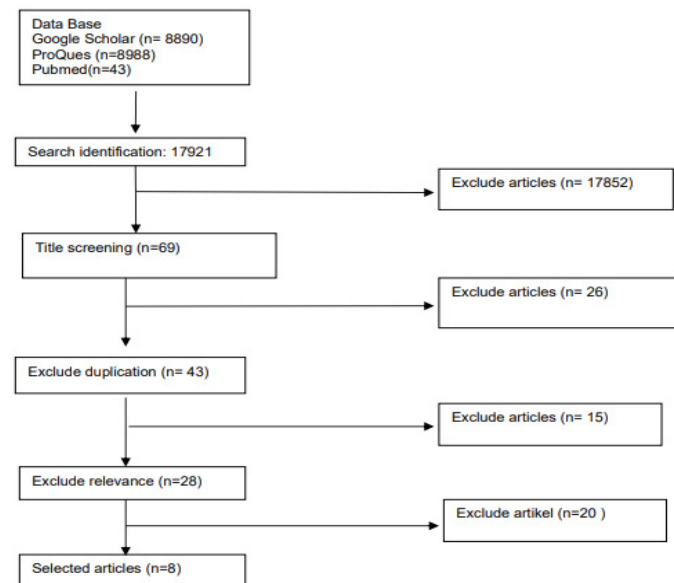 Data Base
Google Scholar (n= 8890)
ProQues (n=8988)
Pubmed(n=43)
Search identification: 17921
Exclude articles (n= 17852)
Title screening (n=69)
Exclude articles (n= 26)
Exclude duplication (n= 43)
Exclude articles (n= 15)
Exclude relevance (n=28)
Exclude artikel (n=20 )
Selected articles (n=8)